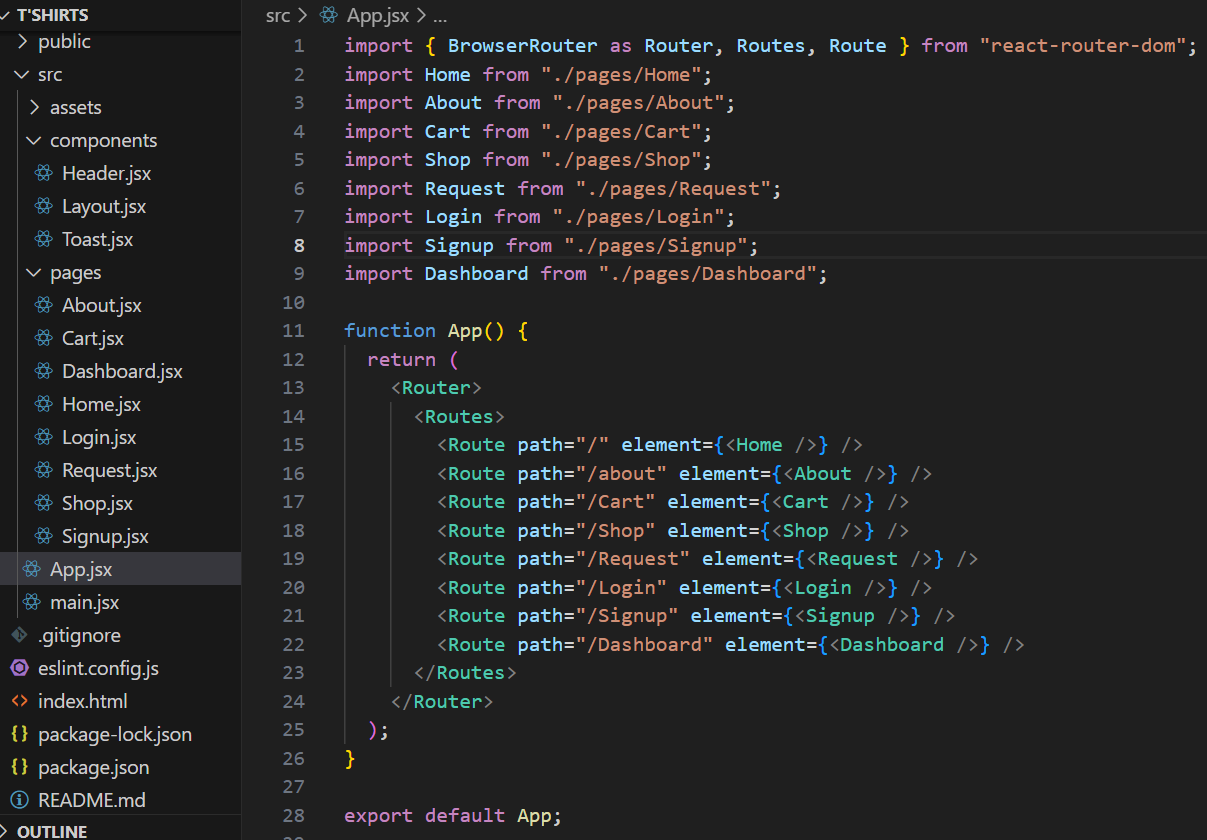 T'SHIRTS
public
src
assets
components
Header.jsx
Layout.jsx
Toast.jsx
pages
About.jsx
Cart.jsx
Dashboard.jsx
Home.jsx
Login.jsx
Request.jsx
Shop.jsx
Signup.jsx
App.jsx
main.jsx
.gitignore
eslint.config.js
index.html
package-lock.json
package.json
README.md
OUTLINE
src > App.jsx > ...
1 import { BrowserRouter as Router, Routes, Route } from "react-router-dom";
2 import Home from "./pages/Home";
3 import About from "./pages/About";
4 import Cart from "./pages/Cart";
5 import Shop from "./pages/Shop";
6 import Request from "./pages/Request";
7 import Login from "./pages/Login";
8 import Signup from "./pages/Signup";
9 import Dashboard from "./pages/Dashboard";
10
11 function App() {
12   return (
13     <Router>
14       <Routes>
15         <Route path="/" element={<Home />} />
16         <Route path="/about" element={<About />} />
17         <Route path="/Cart" element={<Cart />} />
18         <Route path="/Shop" element={<Shop />} />
19         <Route path="/Request" element={<Request />} />
20         <Route path="/Login" element={<Login />} />
21         <Route path="/Signup" element={<Signup />} />
22         <Route path="/Dashboard" element={<Dashboard />} />
23       </Routes>
24     </Router>
25   );
26 }
27
28 export default App;